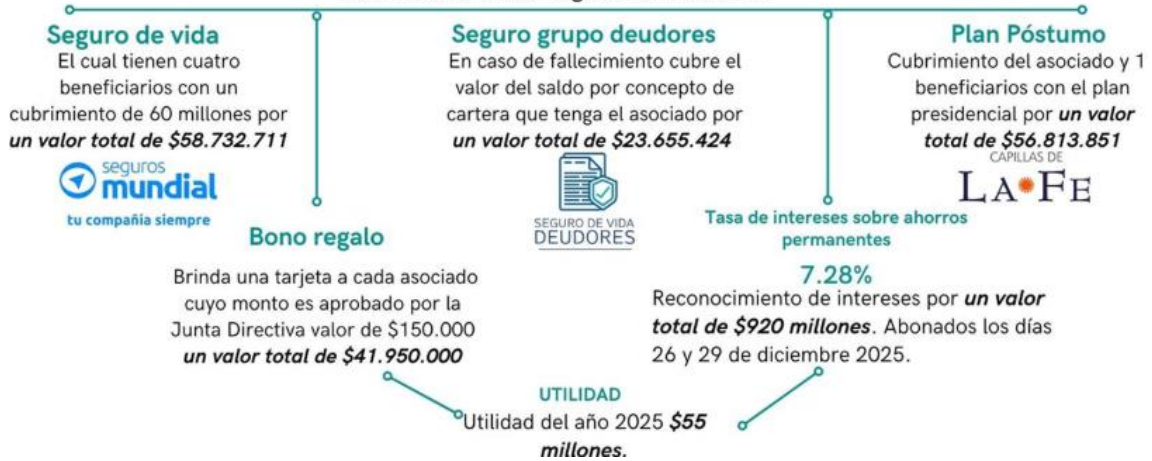 Seguro de vida
El cual tienen cuatro
beneficiarios con un
cubrimiento de 60 millones por
un valor total de $58.732.711
seguros
mundial
tu compañia siempre
Seguro grupo deudores
En caso de fallecimiento cubre el
valor del saldo por concepto de
cartera que tenga el asociado por
un valor total de $23.655.424
SEGURO DE VIDA
DEUDORES
Plan Póstumo
Cubrimiento del asociado y 1
beneficiarios con el plan
presidencial por un valor
total de $56.813.851
CAPILLAS DE
LA FE
Bono regalo
Brinda una tarjeta a cada asociado
cuyo monto es aprobado por la
Junta Directiva valor de $150.000
un valor total de $41.950.000
Tasa de intereses sobre ahorros
permanentes
7.28%
Reconocimiento de intereses por un valor
total de $920 millones. Abonados los días
26 y 29 de diciembre 2025.
UTILIDAD
Utilidad del año 2025 $55
millones.